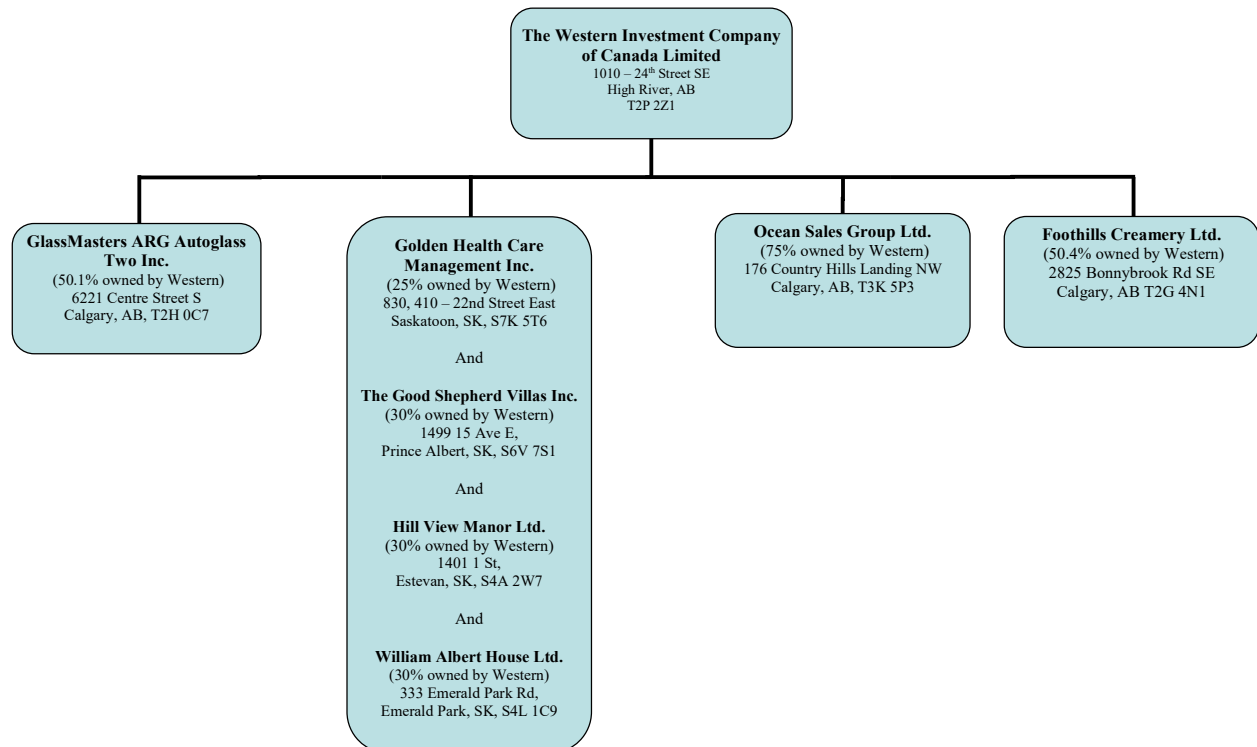 The Western Investment Company
of Canada Limited
1010 – 24th Street SE
High River, AB
T2P 2Z1
GlassMasters ARG Autoglass
Two Inc.
(50.1% owned by Western)
6221 Centre Street S
Calgary, AB, T2H 0C7
Golden Health Care
Management Inc.
(25% owned by Western)
830, 410 – 22nd Street East
Saskatoon, SK, S7K 5T6
And
The Good Shepherd Villas Inc.
(30% owned by Western)
1499 15 Ave E,
Prince Albert, SK, S6V 7S1
And
Hill View Manor Ltd.
(30% owned by Western)
1401 1 St,
Estevan, SK, S4A 2W7
And
William Albert House Ltd.
(30% owned by Western)
333 Emerald Park Rd,
Emerald Park, SK, S4L 1C9
Ocean Sales Group Ltd.
(75% owned by Western)
176 Country Hills Landing NW
Calgary, AB, T3K 5P3
Foothills Creamery Ltd.
(50.4% owned by Western)
2825 Bonnybrook Rd SE
Calgary, AB T2G 4N1